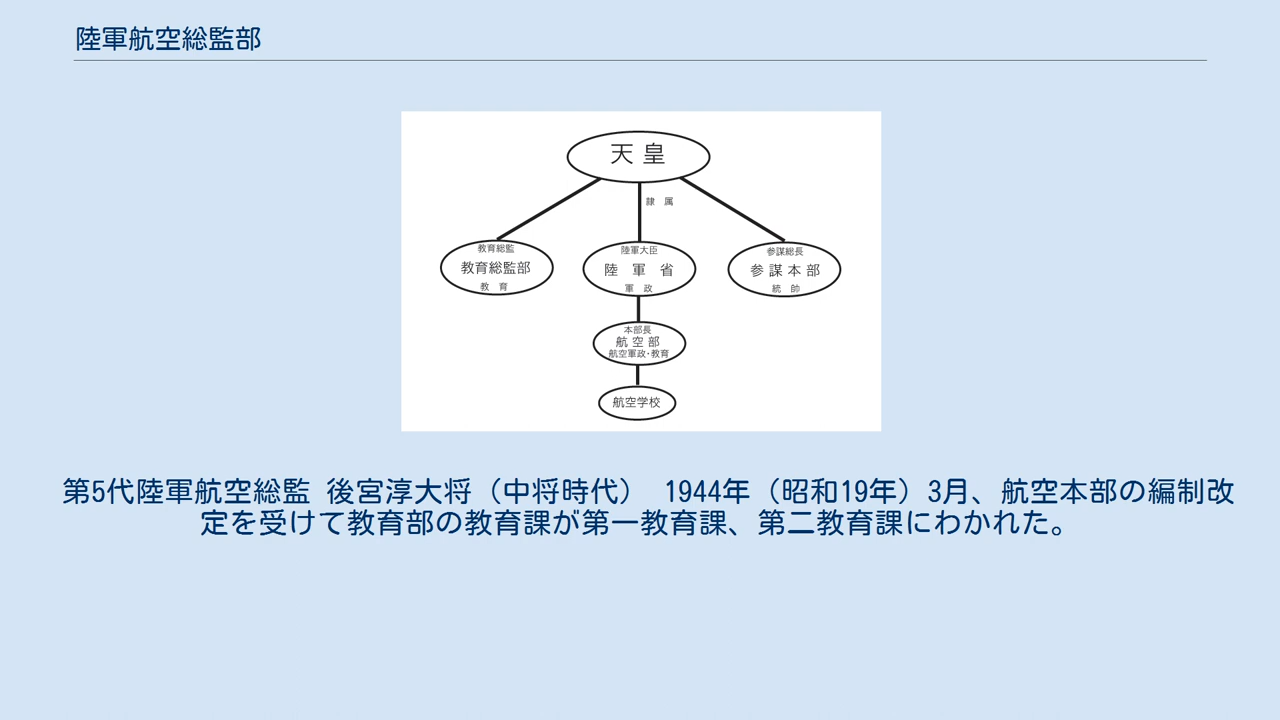 陸軍航空総監部
天皇
隷属
教育総監
教育総監部
教育
陸軍大臣
陸軍省
軍政
参謀総長
参謀本部
統帥
本部長
航空部
航空軍政・教育
航空学校
第5代陸軍航空総監 後宮淳大将（中将時代） 1944年（昭和19年）3月、航空本部の編制改
定を受けて教育部の教育課が第一教育課、第二教育課にわかれた。